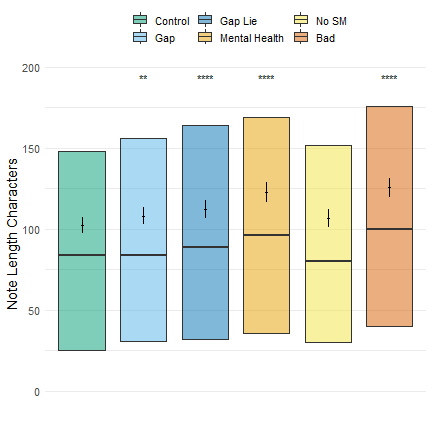 Control Gap Lie No SM
Gap Mental Health Bad
200
** **** **** ****
150
100
50
0
Note Length Characters